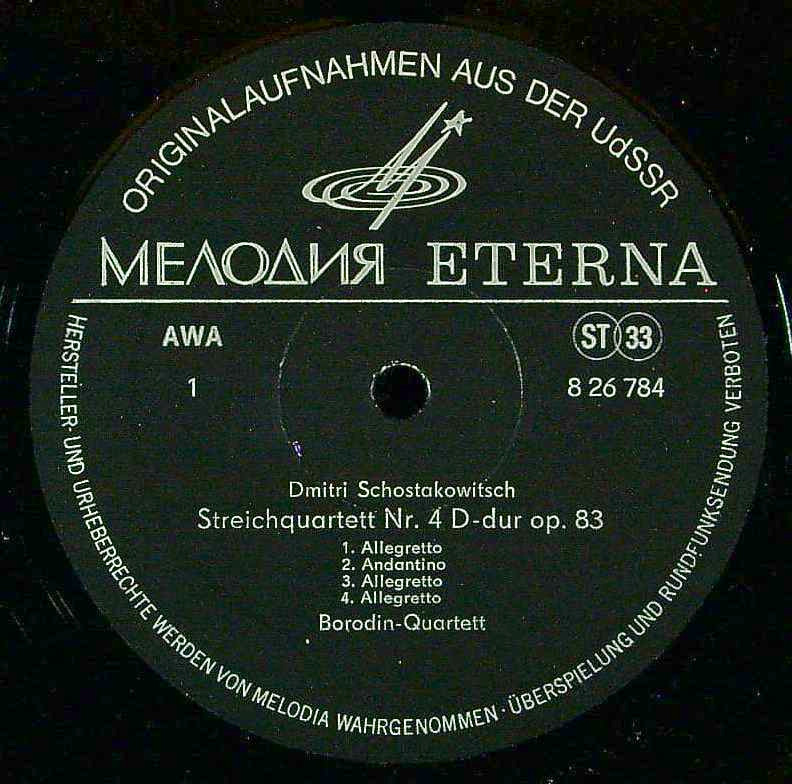 ORIGINALAUFNAHMEN AUS DER UdSSR
МЕЛОДИЯ ETERNA
AWA
ST 33
1
8 26 784
Dmitri Schostakowitsch
Streichquartett Nr. 4 D-dur op. 83
1. Allegretto
2. Andantino
3. Allegretto
4. Allegretto
Borodin-Quartett
HERSTELLER- UND URHEBERRECHTE WERDEN VON MELODIA WAHRGENOMMEN · ÜBERSPIELUNG UND RUNDFUNKSENDUNG VERBOTEN